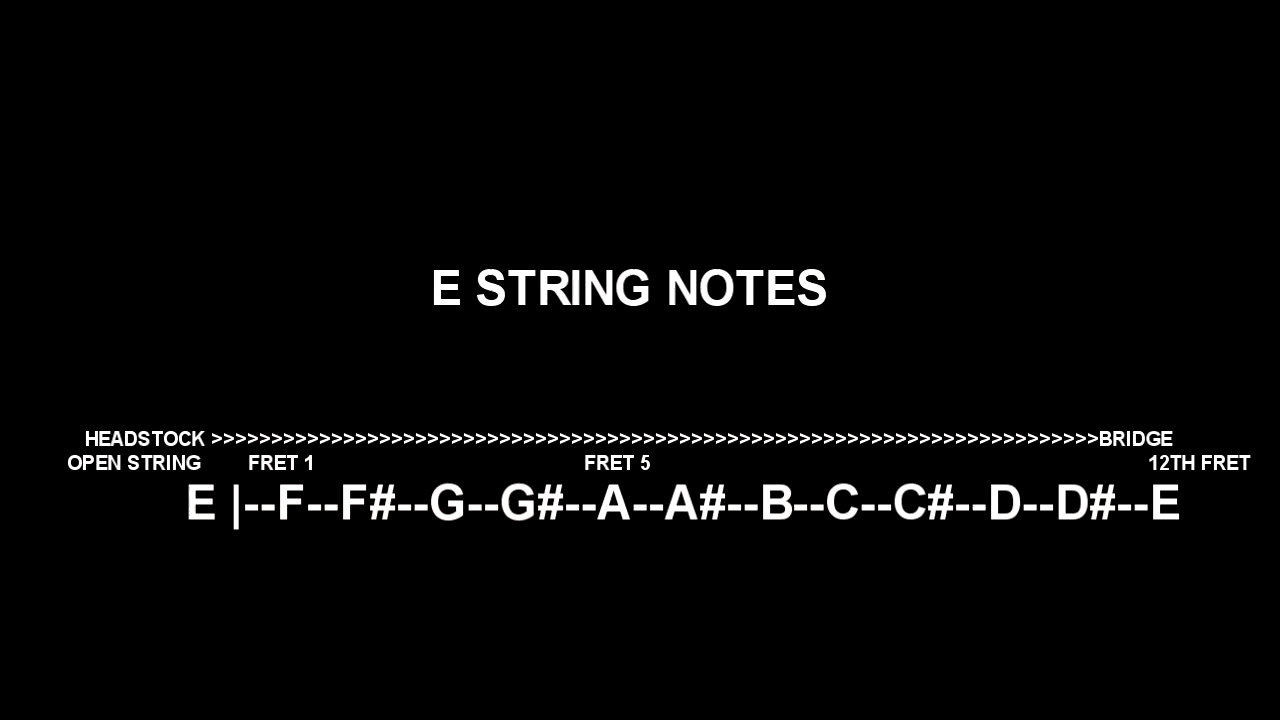 E STRING NOTES
HEADSTOCK >>>>>>>>>>>>>>>>>>>>>>>>>>>>>>>>>>>>>>>>>>>>>>>>>>>>>>>>>>>>>>>>>>>>>>>>>>BRIDGE
OPEN STRING FRET 1 FRET 5 12TH FRET
E |--F--F#--G--G#--A--A#--B--C--C#--D--D#--E